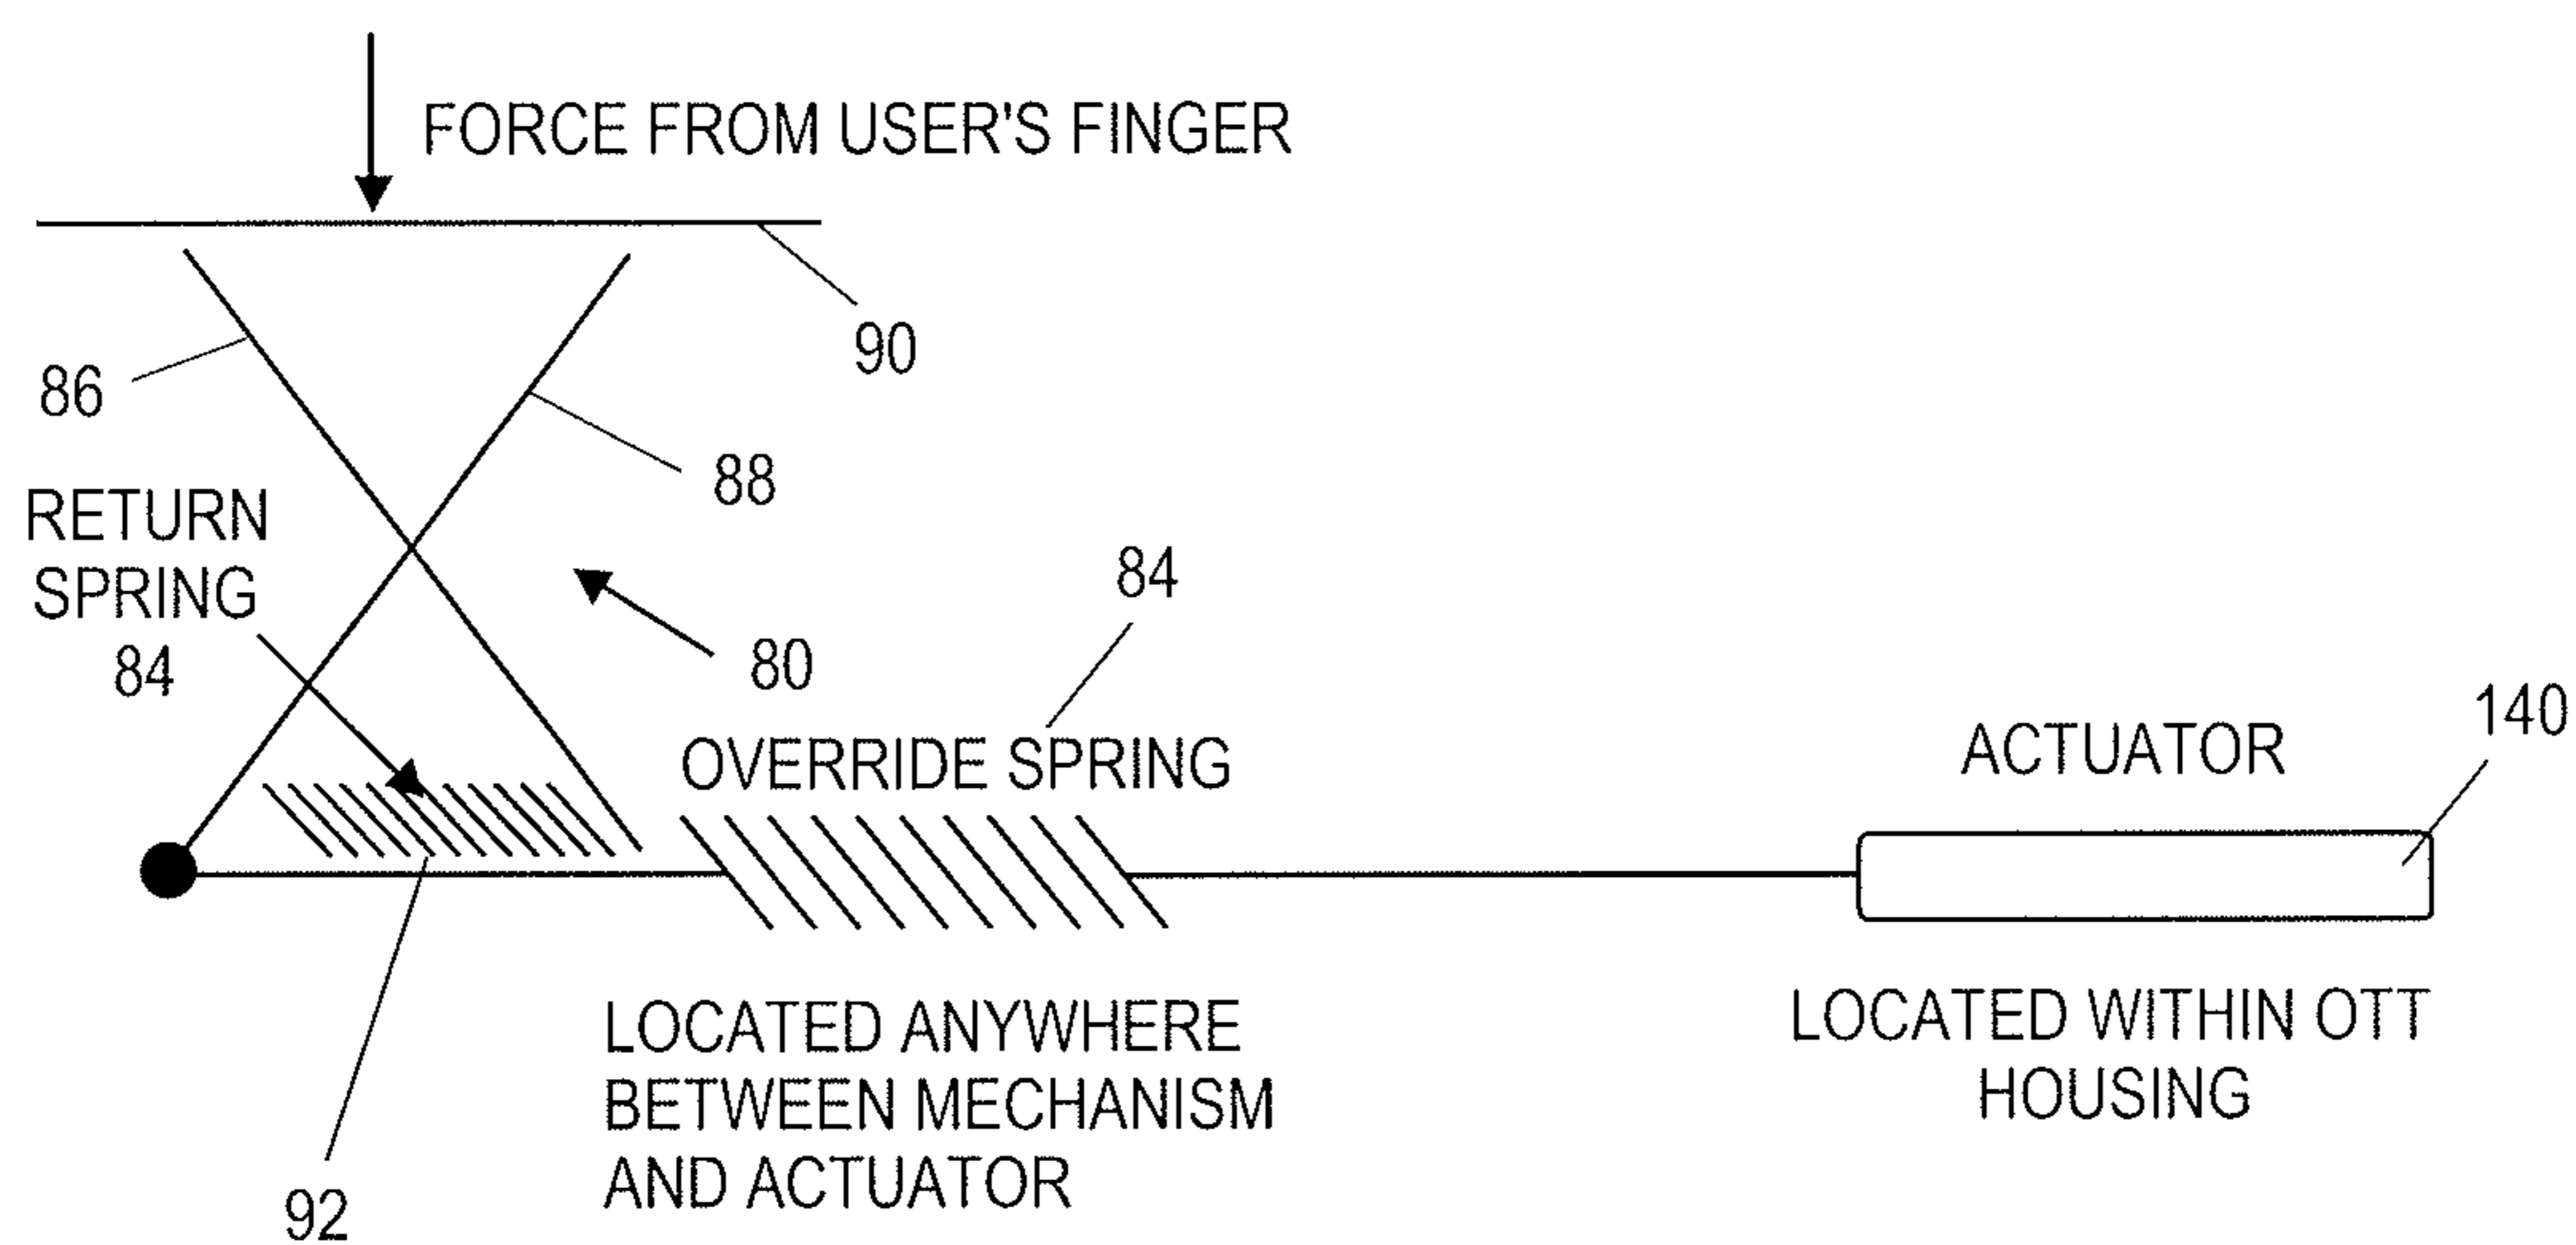 FORCE FROM USER'S FINGER
90
86
88
RETURN
SPRING
84
80
84
OVERRIDE SPRING
ACTUATOR
140
LOCATED ANYWHERE
BETWEEN MECHANISM
AND ACTUATOR
LOCATED WITHIN OTT
HOUSING
92